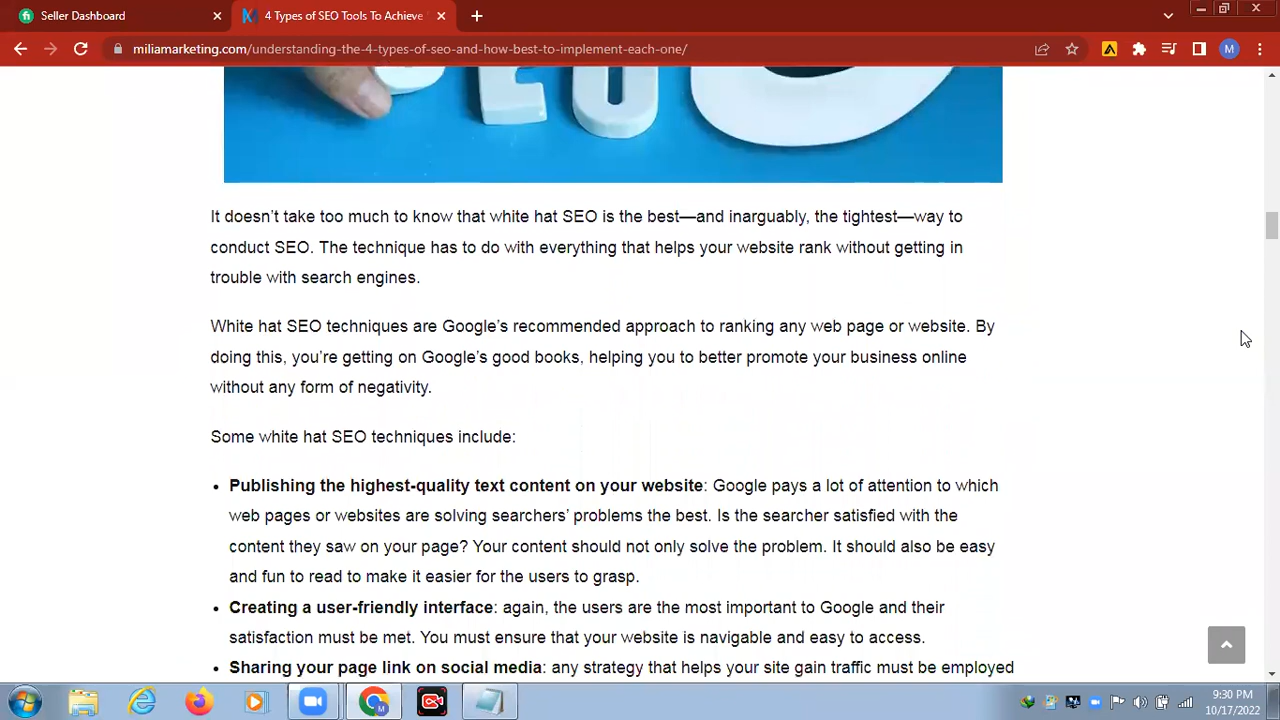 Seller Dashboard
4 Types of SEO Tools To Achieve
miliamarketing.com/understanding-the-4-types-of-seo-and-how-best-to-implement-each-one/
M
SEO
It doesn’t take too much to know that white hat SEO is the best—and inarguably, the tightest—way to
conduct SEO. The technique has to do with everything that helps your website rank without getting in
trouble with search engines.
White hat SEO techniques are Google’s recommended approach to ranking any web page or website. By
doing this, you’re getting on Google’s good books, helping you to better promote your business online
without any form of negativity.
Some white hat SEO techniques include:
• Publishing the highest-quality text content on your website: Google pays a lot of attention to which
web pages or websites are solving searchers’ problems the best. Is the searcher satisfied with the
content they saw on your page? Your content should not only solve the problem. It should also be easy
and fun to read to make it easier for the users to grasp.
• Creating a user-friendly interface: again, the users are the most important to Google and their
satisfaction must be met. You must ensure that your website is navigable and easy to access.
• Sharing your page link on social media: any strategy that helps your site gain traffic must be employed
9:30 PM
10/17/2022